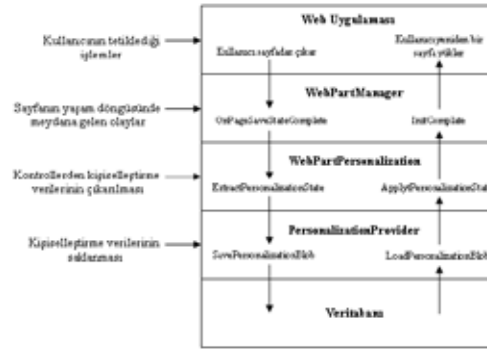 Web Uygulaması
Kullanıcının tetiklediği
işlemler
Kullanıcı sayfadan çıkar
Kullanıcı yeniden bir
sayfa yükler
WebPartManager
Sayfanın yaşam döngüsünde
meydana gelen olaylar
OnPageSaveStateComplete
InitComplete
WebPartPersonalization
Kontrollerden kişiselleştirme
verilerinin çıkarılması
ExtractPersonalizationState
ApplyPersonalizationState
PersonalizationProvider
Kişiselleştirme verilerinin
saklanması
SavePersonalizationBlob
LoadPersonalizationBlob
Veritabanı